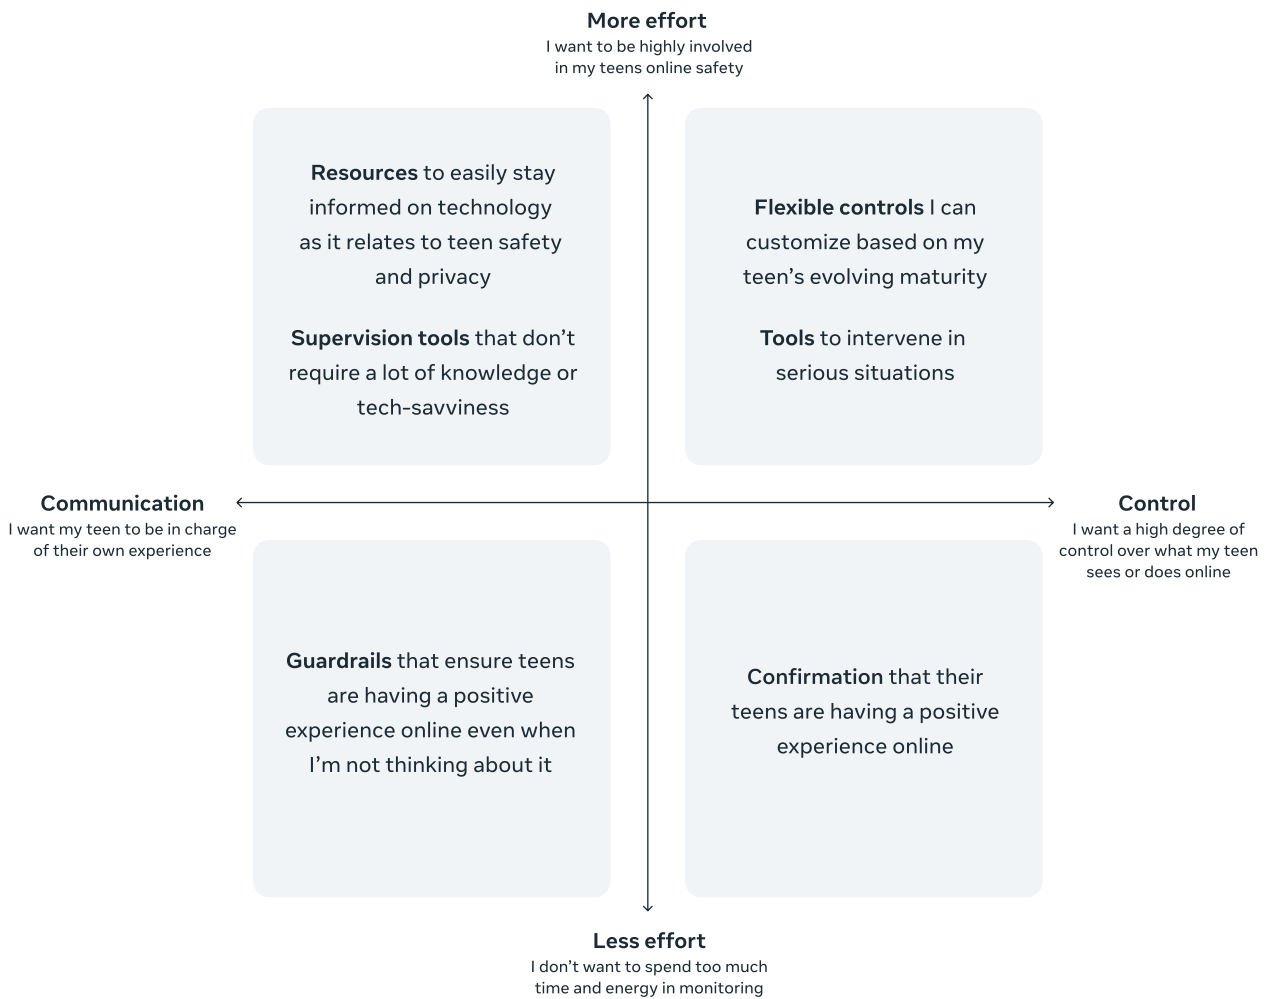 More effort
I want to be highly involved
in my teens online safety
Resources to easily stay
informed on technology
as it relates to teen safety
and privacy
Supervision tools that don’t
require a lot of knowledge or
tech-savviness
Flexible controls I can
customize based on my
teen’s evolving maturity
Tools to intervene in
serious situations
Communication
I want my teen to be in charge
of their own experience
Control
I want a high degree of
control over what my teen
sees or does online
Guardrails that ensure teens
are having a positive
experience online even when
I’m not thinking about it
Confirmation that their
teens are having a positive
experience online
Less effort
I don’t want to spend too much
time and energy in monitoring